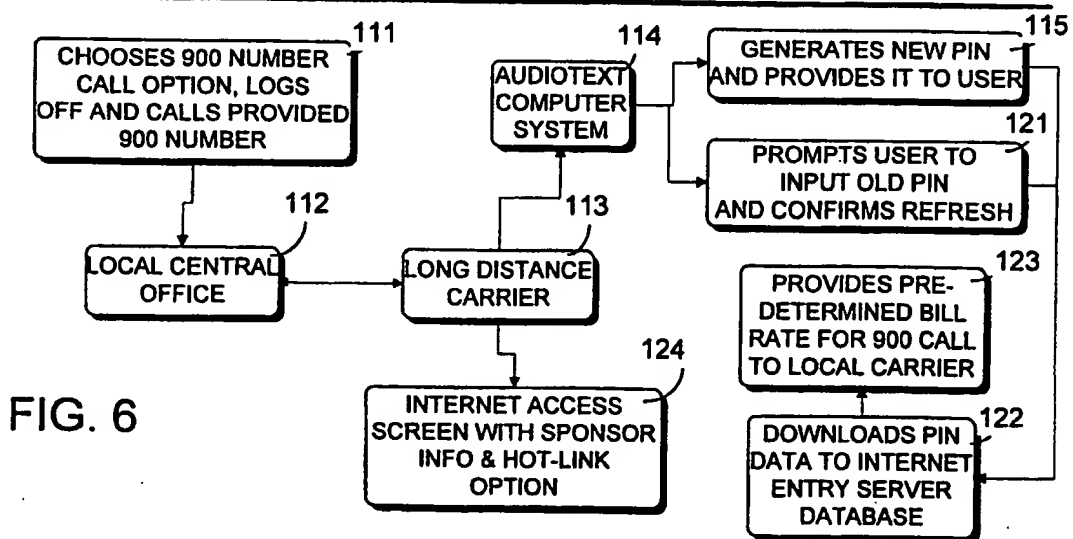 111
CHOOSES 900 NUMBER
CALL OPTION, LOGS
OFF AND CALLS PROVIDED
900 NUMBER
112
LOCAL CENTRAL
OFFICE
113
LONG DISTANCE
CARRIER
114
AUDIOTEXT
COMPUTER
SYSTEM
115
GENERATES NEW PIN
AND PROVIDES IT TO USER
121
PROMPTS USER TO
INPUT OLD PIN
AND CONFIRMS REFRESH
123
PROVIDES PRE-
DETERMINED BILL
RATE FOR 900 CALL
TO LOCAL CARRIER
122
DOWNLOADS PIN
DATA TO INTERNET
ENTRY SERVER
DATABASE
124
INTERNET ACCESS
SCREEN WITH SPONSOR
INFO & HOT-LINK
OPTION
FIG. 6